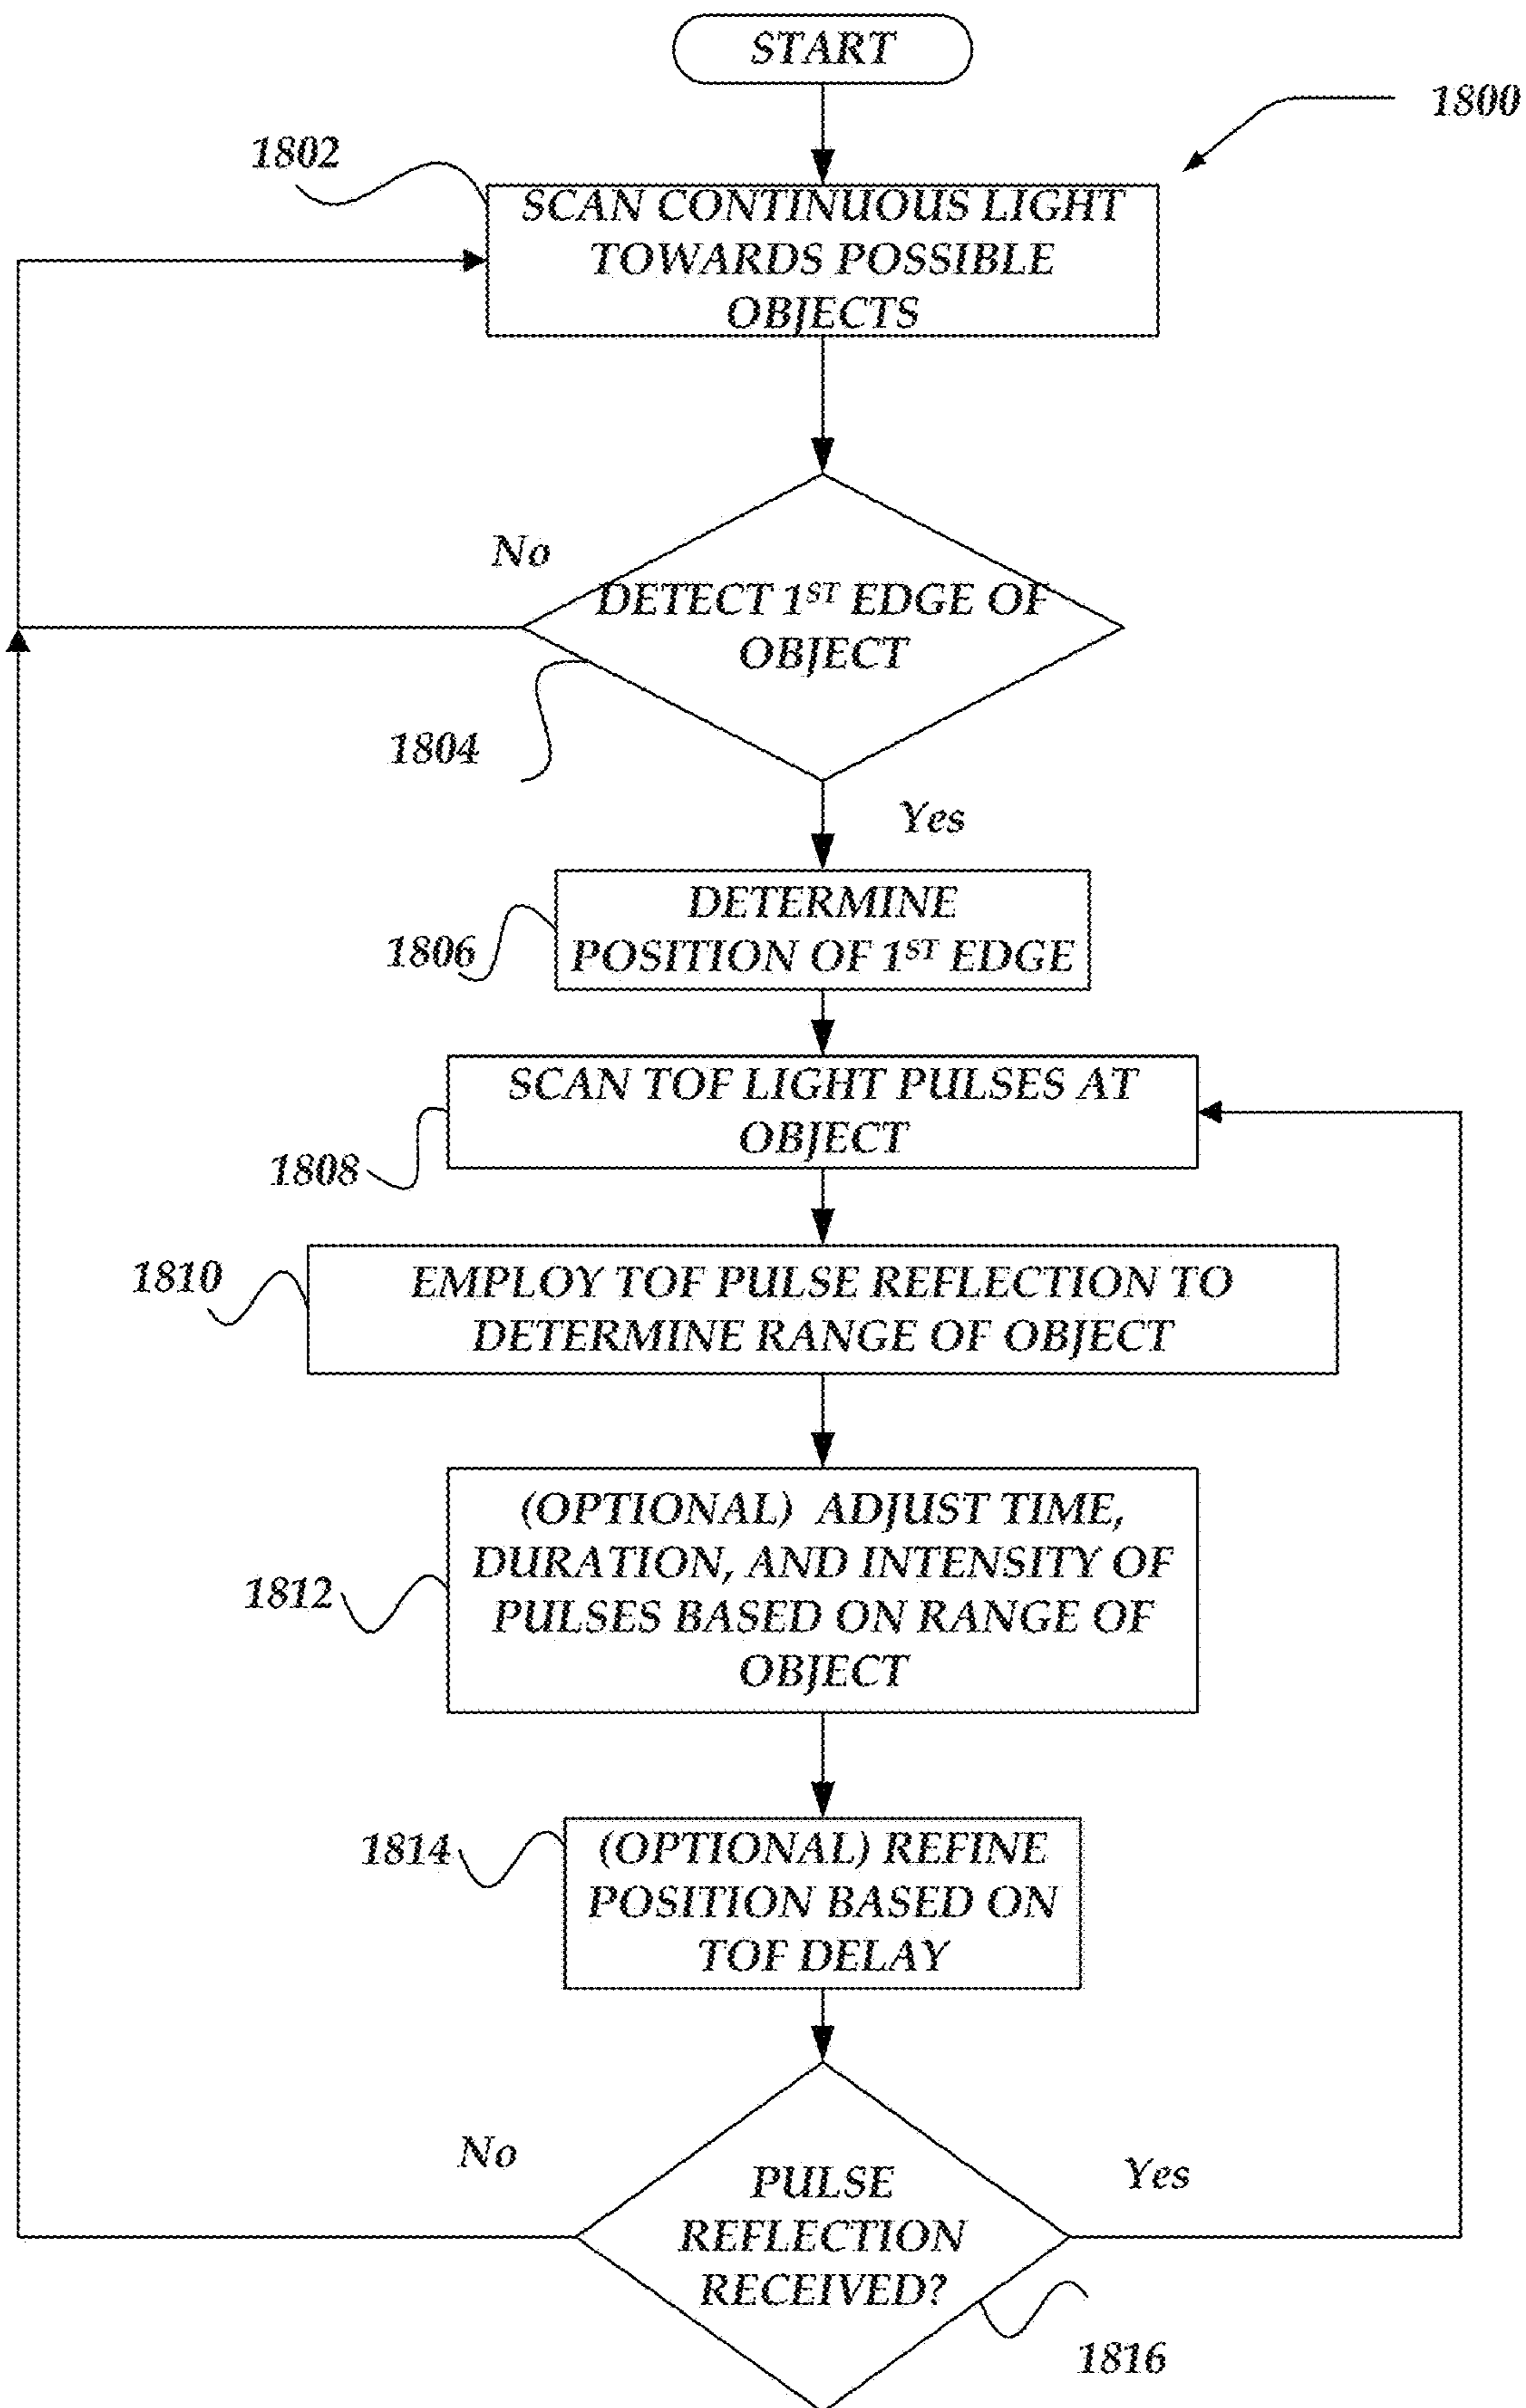 START
1800
1802
SCAN CONTINUOUS LIGHT
TOWARDS POSSIBLE
OBJECTS
No
DETECT 1ST EDGE OF
OBJECT
1804
Yes
DETERMINE
POSITION OF 1ST EDGE
1806
SCAN TOF LIGHT PULSES AT
OBJECT
1808
1810
EMPLOY TOF PULSE REFLECTION TO
DETERMINE RANGE OF OBJECT
(OPTIONAL) ADJUST TIME,
DURATION, AND INTENSITY OF
PULSES BASED ON RANGE OF
OBJECT
1812
1814
(OPTIONAL) REFINE
POSITION BASED ON
TOF DELAY
No
Yes
PULSE
REFLECTION
RECEIVED?
1816